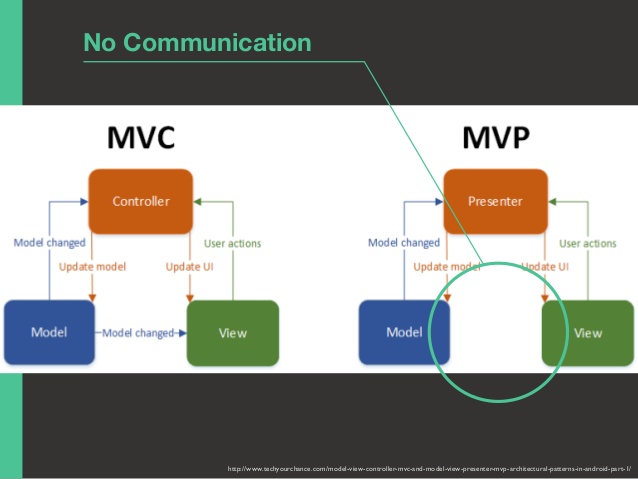 No Communication
MVC
MVP
Controller
Presenter
Model changed
User actions
Model changed
User actions
Update model
Update UI
Update model
Update UI
Model
Model changed
View
Model
View
http://www.techyourchance.com/model-view-controller-mvc-and-model-view-presenter-mvp-architectural-patterns-in-android-part-1/